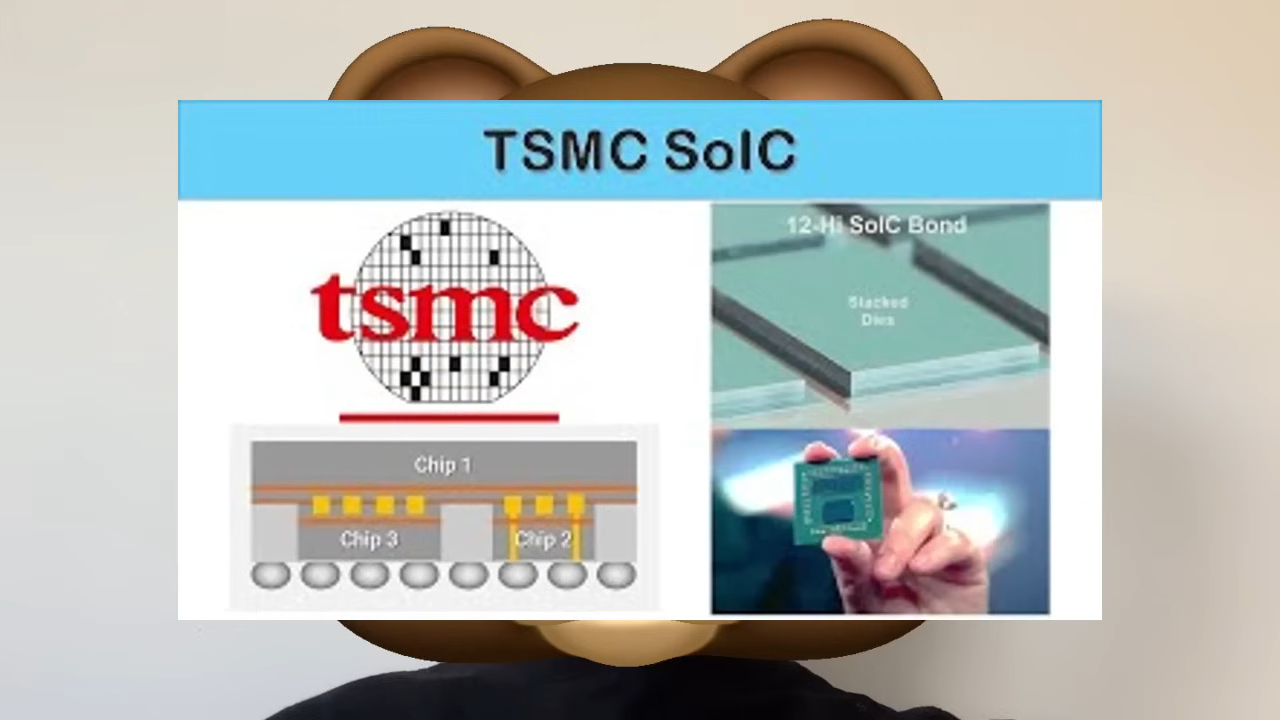 TSMC SoIC
tsmc
12-Hi SoIC Bond
Stacked
Dies
Chip 1
Chip 3
Chip 2